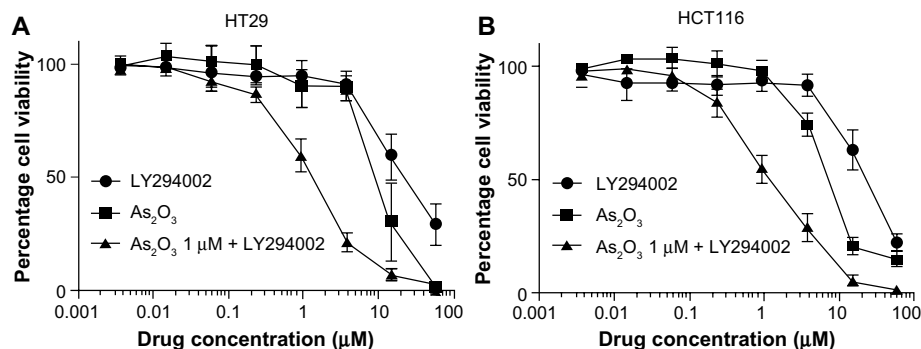 A
HT29
Percentage cell viability
100
50
0
LY294002
As₂O₃
As₂O₃ 1 μM + LY294002
0.001 0.01 0.1 1 10 100
Drug concentration (μM)
B
HCT116
Percentage cell viability
100
50
0
LY294002
As₂O₃
As₂O₃ 1 μM + LY294002
0.001 0.01 0.1 1 10 100
Drug concentration (μM)